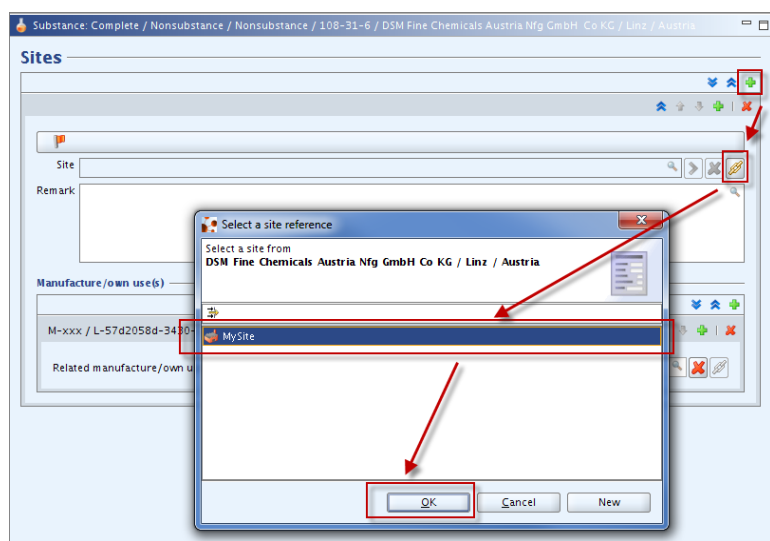 Substance: Complete / Nonsubstance / Nonsubstance / 108-31-6 / DSM Fine Chemicals Austria Nfg GmbH Co KG / Linz / Austria
Sites
Site
Remark
Select a site reference
Select a site from
DSM Fine Chemicals Austria Nfg GmbH Co KG / Linz / Austria
Manufacture/own use(s)
MySite
M-xxx / L-57d2058d-3430-
Related manufacture/own u
OK
Cancel
New